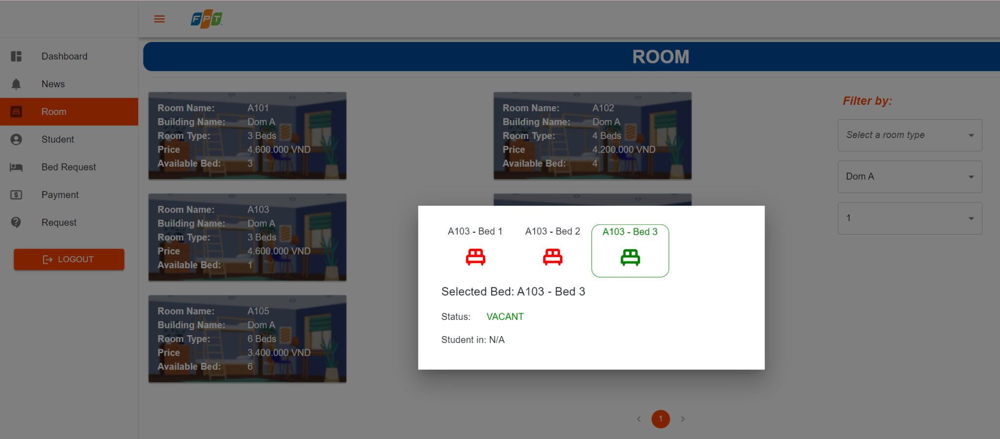 FPT
ROOM
Dashboard
News
Room
Student
Bed Request
Payment
Request
LOGOUT
Room Name: A101
Building Name: Dom A
Room Type: 3 Beds
Price 4.600.000 VND
Available Bed: 3
Room Name: A102
Building Name: Dom A
Room Type: 4 Beds
Price 4.200.000 VND
Available Bed: 4
Room Name: A103
Building Name: Dom A
Room Type: 3 Beds
Price 4.600.000 VND
Available Bed: 1
Room Name: A105
Building Name: Dom A
Room Type: 6 Beds
Price 3.400.000 VND
Available Bed: 6
Filter by:
Select a room type
Dom A
1
A103 - Bed 1
A103 - Bed 2
A103 - Bed 3
Selected Bed: A103 - Bed 3
Status: VACANT
Student in: N/A
1